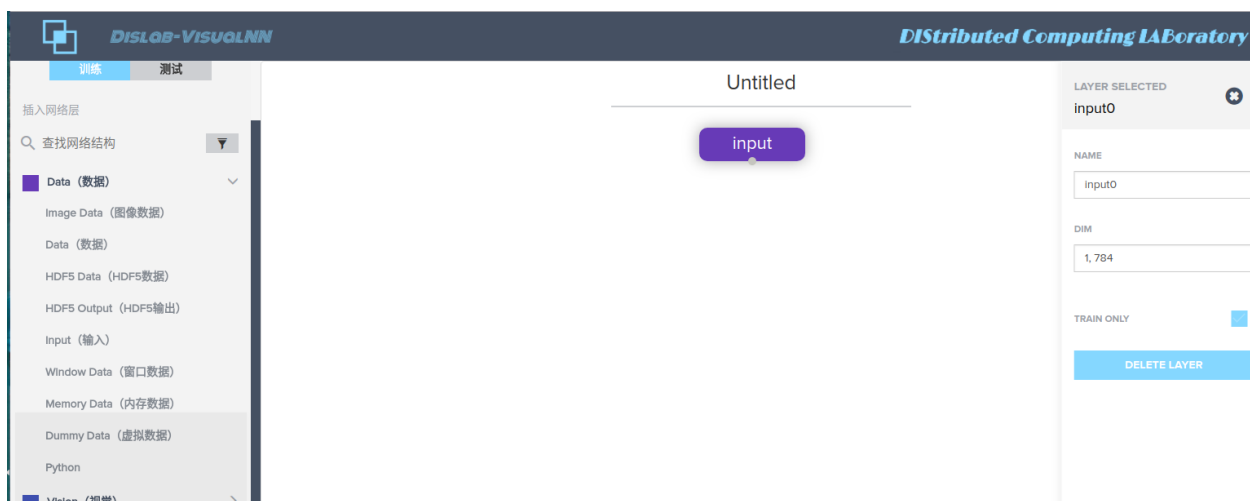 DISLAB-VISUALNN
DIStributed Computing LABoratory
训练 测试
插入网络层
查找网络结构
Data（数据）
Image Data（图像数据）
Data（数据）
HDF5 Data（HDF5数据）
HDF5 Output（HDF5输出）
Input（输入）
Window Data（窗口数据）
Memory Data（内存数据）
Dummy Data（虚拟数据）
Python
Vision（视觉）
Untitled
input
LAYER SELECTED
input0
NAME
input0
DIM
1, 784
TRAIN ONLY
DELETE LAYER